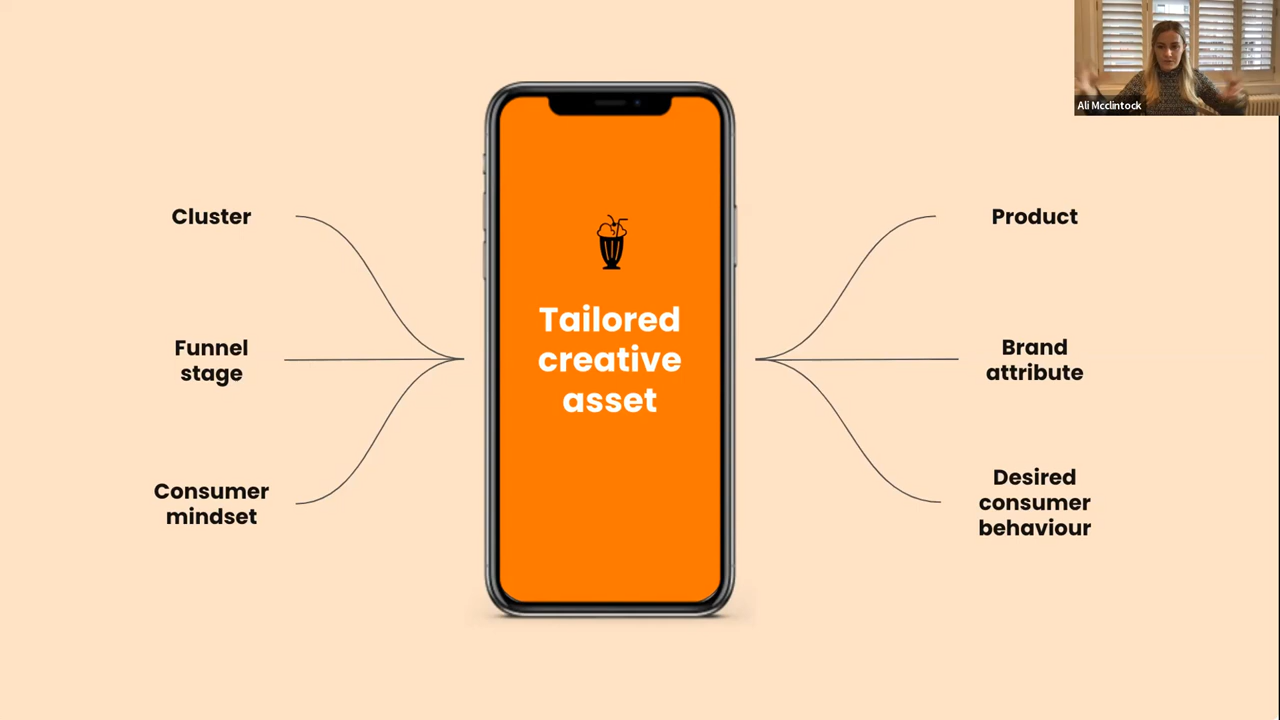 Ali Mcclintock
Cluster
Funnel
stage
Consumer
mindset
Tailored
creative
asset
Product
Brand
attribute
Desired
consumer
behaviour